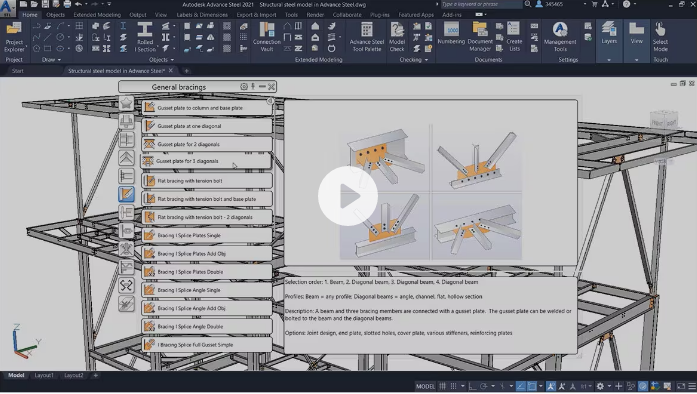 Autodesk Advance Steel 2021 Structural steel model in Advance Steel.dwg
Type a keyword or phrase
345465
Home Objects Extended Modeling Output View Labels & Dimensions Export & Import Tools Render Collaborate Plug-ins Featured Apps Add-ins
Project Explorer
Rolled I Section
Connection Vault
Advance Steel Tool Palette
Model Check
Numbering
Document Manager
Create Lists
Management Tools
Layers
View
Select Mode
Project Draw Objects Extended Modeling Checking Documents Settings Touch
Start Structural steel model in Advance Steel*
General bracings
Gusset plate to column and base plate
Gusset plate at one diagonal
Gusset plate for 2 diagonals
Gusset plate for 3 diagonals
Flat bracing with tension bolt
Flat bracing with tension bolt and base plate
Flat bracing with tension bolt - 2 diagonals
Bracing I Splice Plates Single
Bracing I Splice Plates Add Obj
Bracing I Splice Plates Double
Bracing I Splice Angle Single
Bracing I Splice Angle Add Obj
Bracing I Splice Angle Double
I Bracing Splice Full Gusset Simple
Selection order: 1. Beam, 2. Diagonal beam, 3. Diagonal beam, 4. Diagonal beam
Profiles: Beam = any profile; Diagonal beams = angle, channel, flat, hollow section
Description: A beam and three bracing members are connected with a gusset plate. The gusset plate can be welded or
bolted to the beam and the diagonal beams.
Options: Joint design, end plate, slotted holes, cover plate, various stiffeners, reinforcing plates
Z
Y
X
Model Layout1 Layout2 +
MODEL